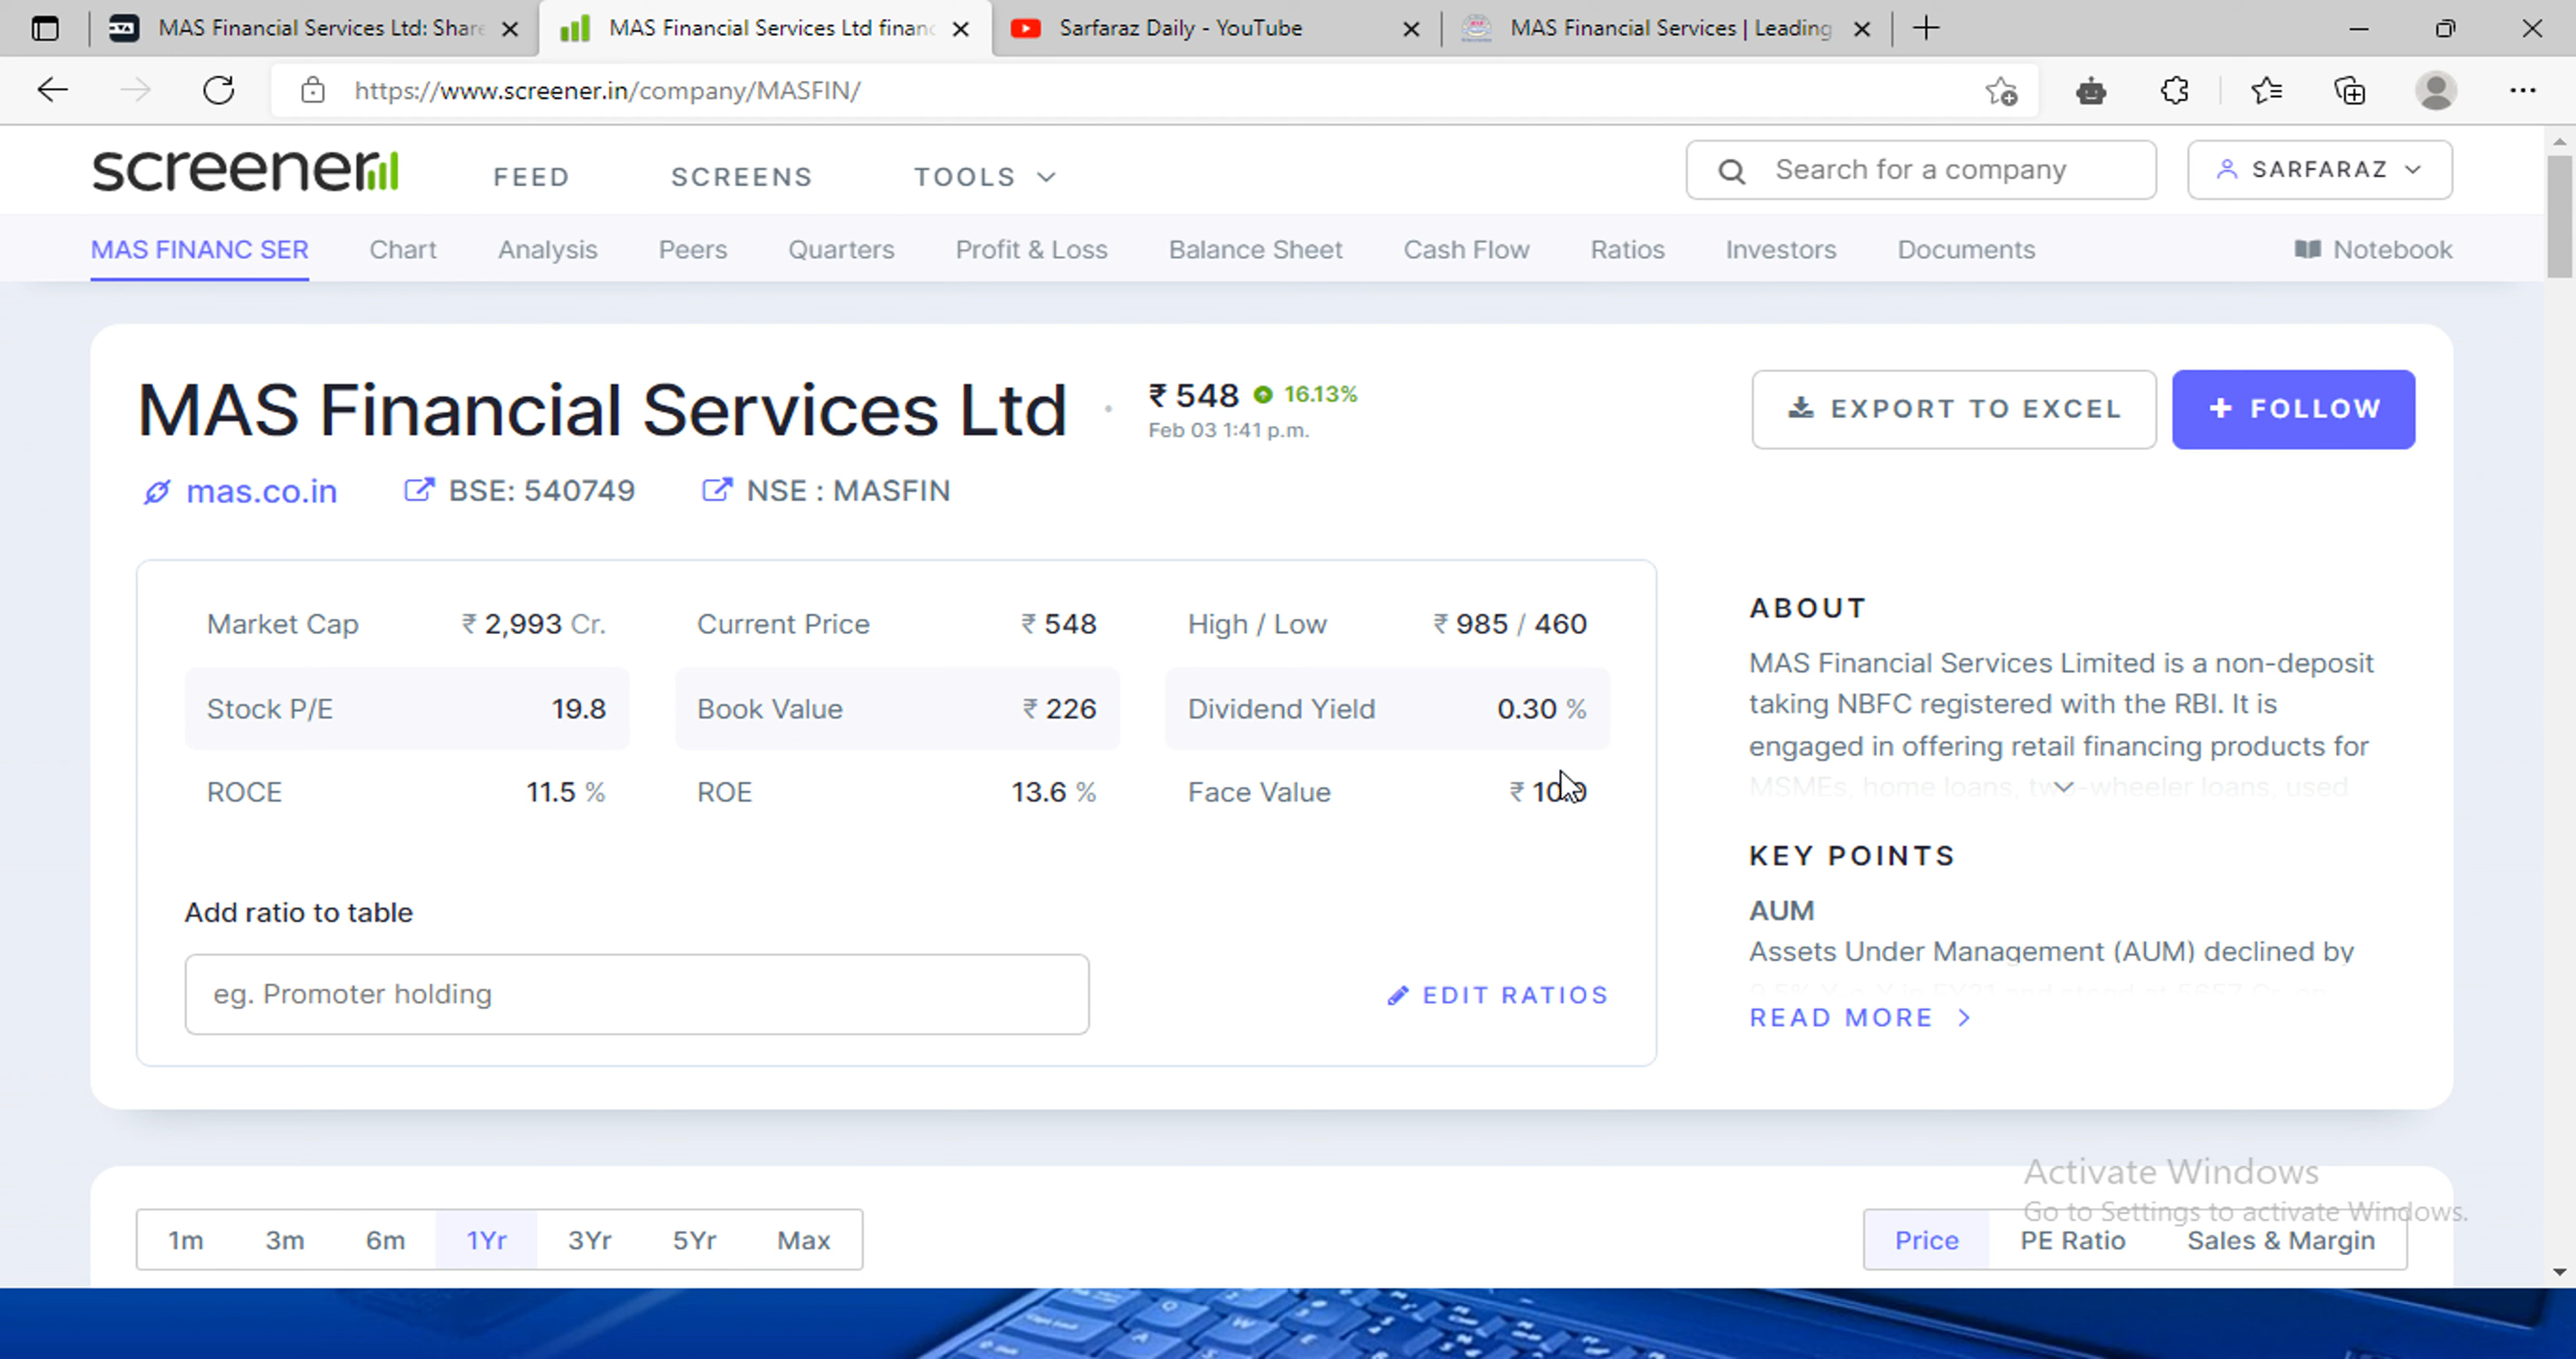 MAS Financial Services Ltd: Share
MAS Financial Services Ltd financ
Sarfaraz Daily - YouTube
MAS Financial Services | Leading
https://www.screener.in/company/MASFIN/
screener
FEED
SCREENS
TOOLS
Search for a company
SARFARAZ
MAS FINANC SER
Chart
Analysis
Peers
Quarters
Profit & Loss
Balance Sheet
Cash Flow
Ratios
Investors
Documents
Notebook
MAS Financial Services Ltd
₹ 548 16.13%
Feb 03 1:41 p.m.
EXPORT TO EXCEL
+ FOLLOW
mas.co.in
BSE: 540749
NSE : MASFIN
Market Cap ₹ 2,993 Cr.
Current Price ₹ 548
High / Low ₹ 985 / 460
Stock P/E 19.8
Book Value ₹ 226
Dividend Yield 0.30 %
ROCE 11.5 %
ROE 13.6 %
Face Value ₹
Add ratio to table
eg. Promoter holding
EDIT RATIOS
ABOUT
MAS Financial Services Limited is a non-deposit
taking NBFC registered with the RBI. It is
engaged in offering retail financing products for
MSMEs, home loans, two-wheeler loans, used
KEY POINTS
AUM
Assets Under Management (AUM) declined by
READ MORE
1m
3m
6m
1Yr
3Yr
5Yr
Max
Price
PE Ratio
Sales & Margin
Activate Windows
Go to Settings to activate Windows.